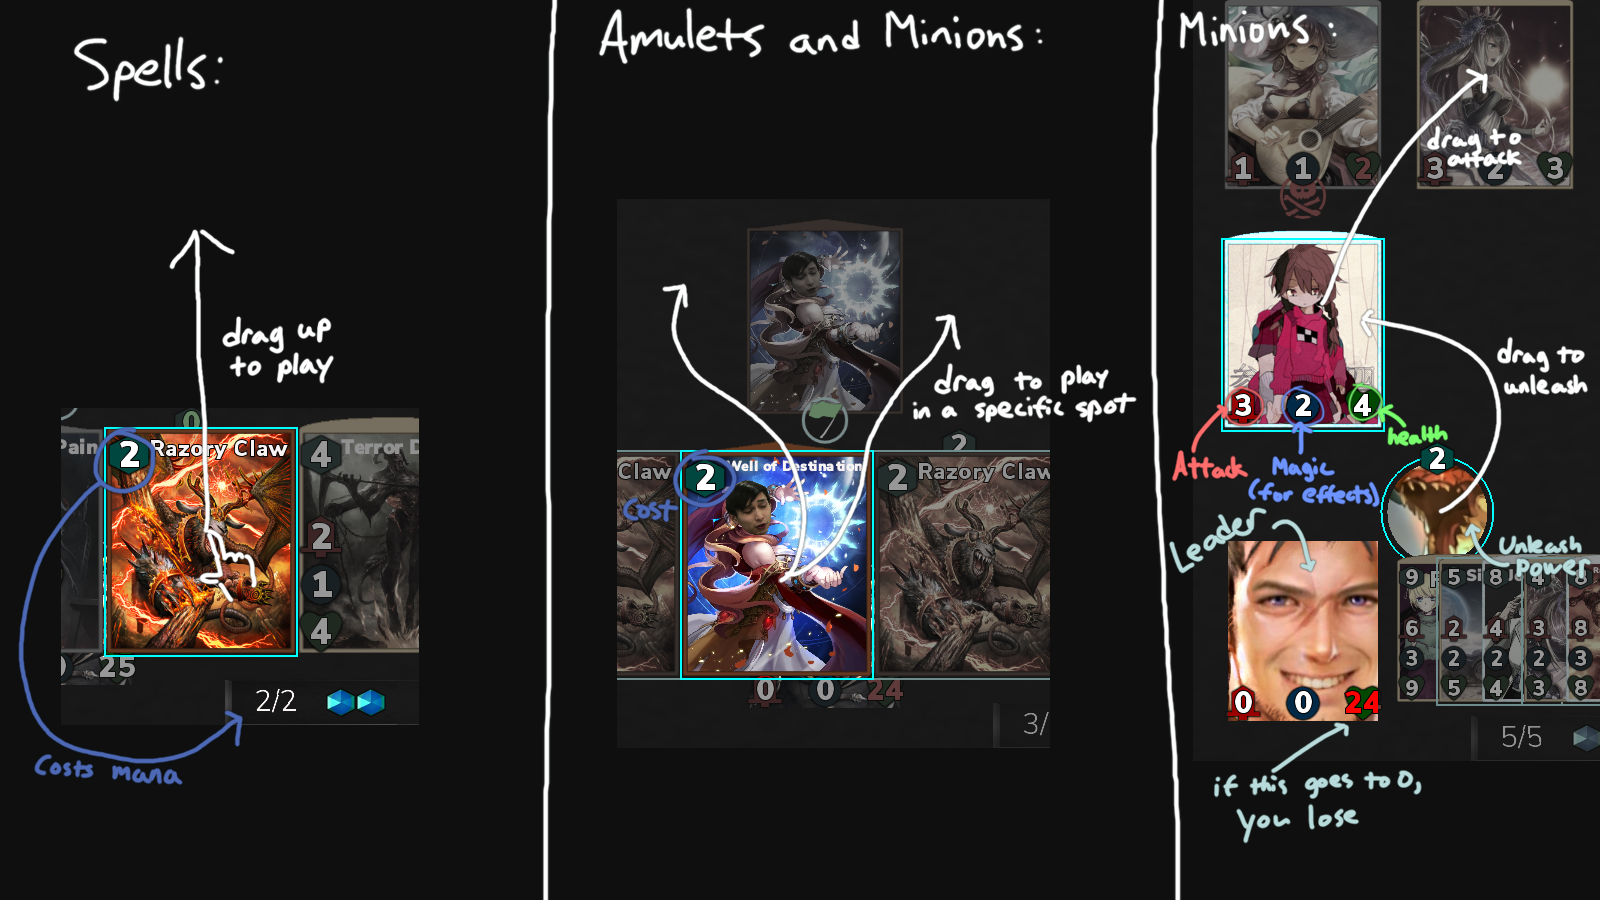 Spells:
drag up
to play
0
Pain
2
Razory Claw
4
Terror D
2
1
4
25
2/2
Costs mana
Amulets and Minions:
drag to play
in a specific spot
2
Claw
2
Well of Destination
2
Razory Claw
Cost
0
0
24
3/
Minions:
1
1
2
drag to
attack
3
2
3
drag to
unleash
3
2
4
Attack
Magic
(for effects)
health
2
Leader
Unleash
Power
9
5
Si
8
4
8
6
2
4
3
8
3
2
2
2
3
9
5
4
3
8
0
0
24
5/5
if this goes to 0,
you lose